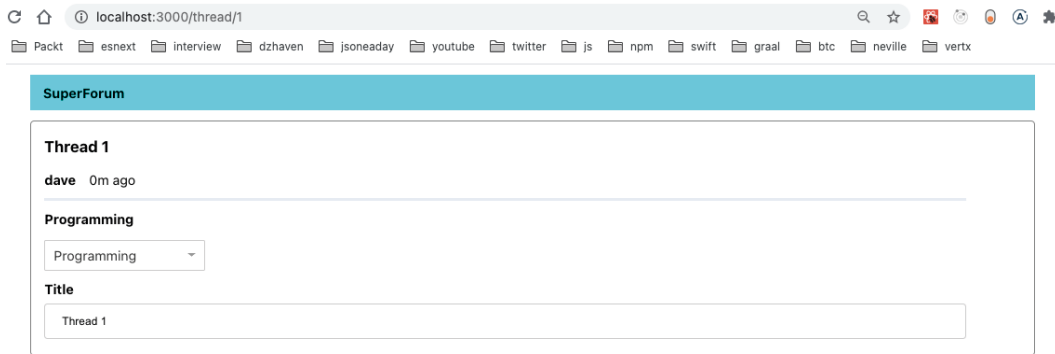 localhost:3000/thread/1
Packt esnext interview dzhaven jsoneaday youtube twitter js npm swift graal btc neville vertx
SuperForum
Thread 1
dave 0m ago
Programming
Programming
Title
Thread 1